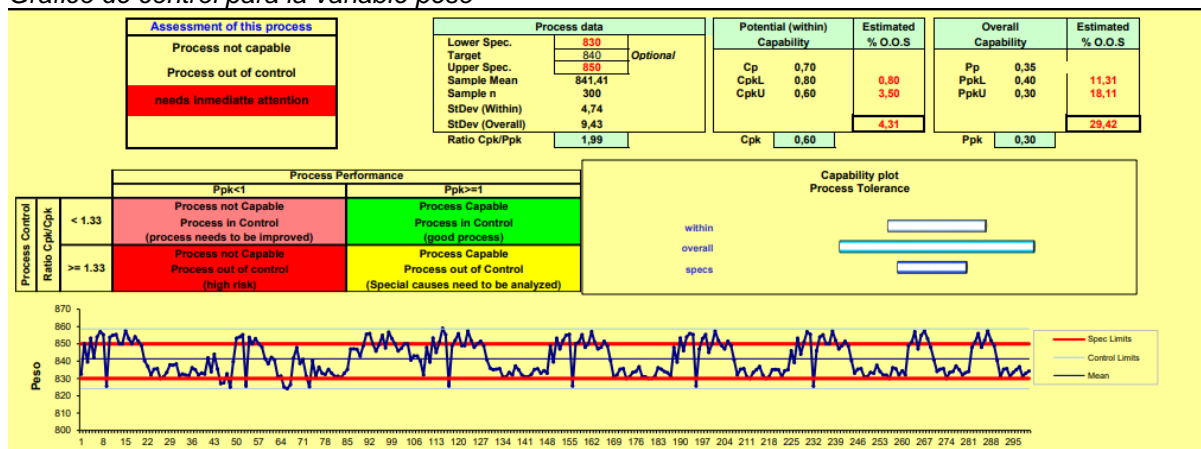 Gráfico de control para la variable peso
Assessment of this process
Process not capable
Process out of control
needs inmediatte attention
Process data
Lower Spec. 830
Target 840 Optional
Upper Spec. 850
Sample Mean 841,41
Sample n 300
StDev (Within) 4,74
StDev (Overall) 9,43
Ratio Cpk/Ppk 1,99
Potential (within) Estimated
Capability % O.O.S
Cp 0,70
CpkL 0,80 0,80
CpkU 0,60 3,50
4,31
Cpk 0,60
Overall Estimated
Capability % O.O.S
Pp 0,35
PpkL 0,40 11,31
PpkU 0,30 18,11
29,42
Ppk 0,30
Process Performance
Ppk<1 Ppk>=1
Process Control
Ratio Cpk/Ppk
< 1.33
Process not Capable
Process in Control
(process needs to be improved)
Process Capable
Process in Control
(good process)
>= 1.33
Process not Capable
Process out of control
(high risk)
Process Capable
Process out of Control
(Special causes need to be analyzed)
Capability plot
Process Tolerance
within
overall
specs
Peso
870
860
850
840
830
820
810
800
1 8 15 22 29 36 43 50 57 64 71 78 85 92 99 106 113 120 127 134 141 148 155 162 169 176 183 190 197 204 211 218 225 232 239 246 253 260 267 274 281 288 295
Spec Limits
Control Limits
Mean